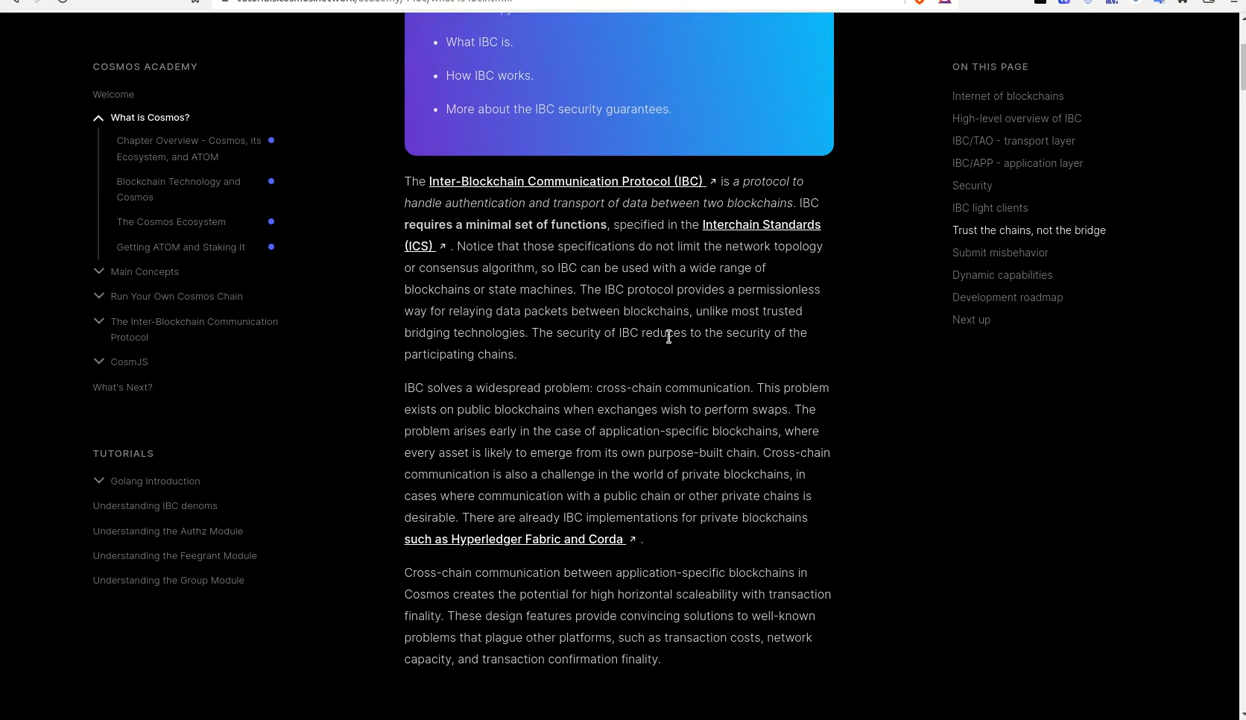 • What IBC is.
• How IBC works.
• More about the IBC security guarantees.
COSMOS ACADEMY
Welcome
What is Cosmos?
Chapter Overview - Cosmos, its
Ecosystem, and ATOM
Blockchain Technology and
Cosmos
The Cosmos Ecosystem
Getting ATOM and Staking It
Main Concepts
Run Your Own Cosmos Chain
The Inter-Blockchain Communication
Protocol
CosmJS
What's Next?
TUTORIALS
Golang Introduction
Understanding IBC denoms
Understanding the Authz Module
Understanding the Feegrant Module
Understanding the Group Module
The Inter-Blockchain Communication Protocol (IBC) ↗ is a protocol to
handle authentication and transport of data between two blockchains. IBC
requires a minimal set of functions, specified in the Interchain Standards
(ICS) ↗ . Notice that those specifications do not limit the network topology
or consensus algorithm, so IBC can be used with a wide range of
blockchains or state machines. The IBC protocol provides a permissionless
way for relaying data packets between blockchains, unlike most trusted
bridging technologies. The security of IBC reduces to the security of the
participating chains.
IBC solves a widespread problem: cross-chain communication. This problem
exists on public blockchains when exchanges wish to perform swaps. The
problem arises early in the case of application-specific blockchains, where
every asset is likely to emerge from its own purpose-built chain. Cross-chain
communication is also a challenge in the world of private blockchains, in
cases where communication with a public chain or other private chains is
desirable. There are already IBC implementations for private blockchains
such as Hyperledger Fabric and Corda ↗ .
Cross-chain communication between application-specific blockchains in
Cosmos creates the potential for high horizontal scaleability with transaction
finality. These design features provide convincing solutions to well-known
problems that plague other platforms, such as transaction costs, network
capacity, and transaction confirmation finality.
ON THIS PAGE
Internet of blockchains
High-level overview of IBC
IBC/TAO - transport layer
IBC/APP - application layer
Security
IBC light clients
Trust the chains, not the bridge
Submit misbehavior
Dynamic capabilities
Development roadmap
Next up